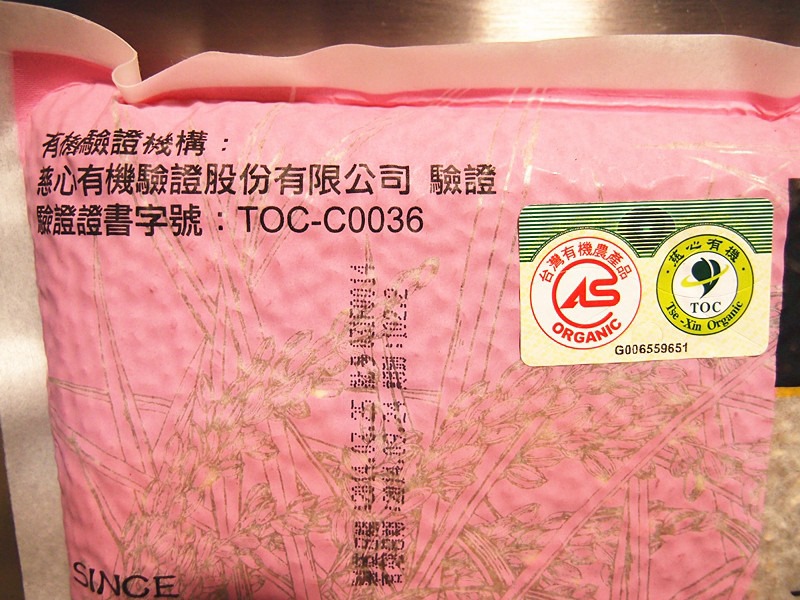 有機驗證機構：
慈心有機驗證股份有限公司 驗證
驗證證書字號：TOC-C0036
台灣有機農產品
CAS
ORGANIC
慈心有機
TOC
Tse-Xin Organic
G006559651
SINCE